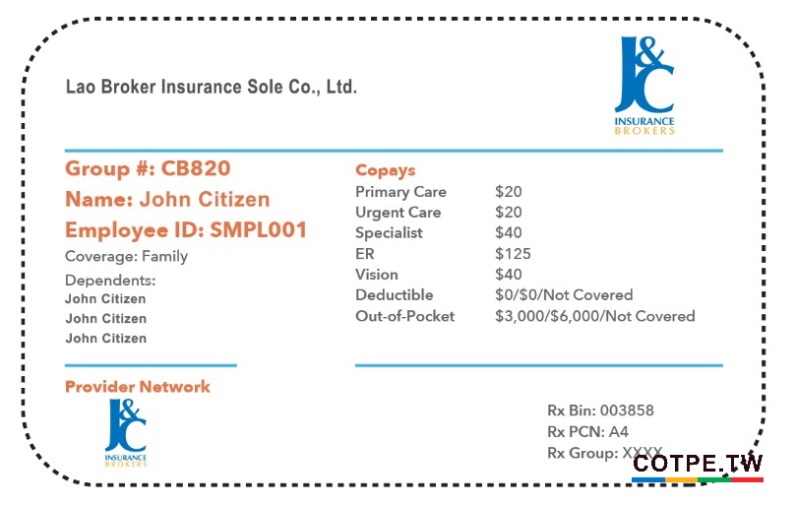 Lao Broker Insurance Sole Co., Ltd.
J&C
INSURANCE
BROKERS
Group #: CB820
Name: John Citizen
Employee ID: SMPL001
Coverage: Family
Dependents:
John Citizen
John Citizen
John Citizen
Copays
Primary Care $20
Urgent Care $20
Specialist $40
ER $125
Vision $40
Deductible $0/$0/Not Covered
Out-of-Pocket $3,000/$6,000/Not Covered
Provider Network
J&C
INSURANCE
BROKERS
Rx Bin: 003858
Rx PCN: A4
Rx Group: XXXX
COTPE.TW